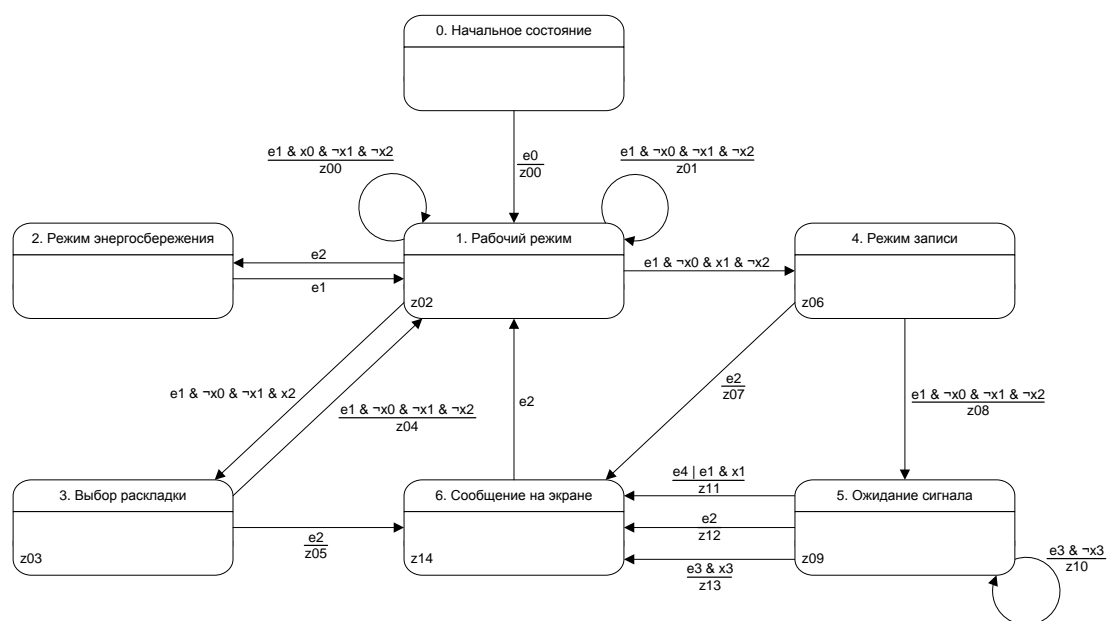 0. Начальное состояние
e1 & x0 & ¬x1 & ¬x2
z00
e0
z00
e1 & ¬x0 & ¬x1 & ¬x2
z01
2. Режим энергосбережения
1. Рабочий режим
4. Режим записи
e2
e1
e1 & ¬x0 & x1 & ¬x2
z02
z06
e1 & ¬x0 & ¬x1 & x2
e1 & ¬x0 & ¬x1 & ¬x2
z04
e2
e2
z07
e1 & ¬x0 & ¬x1 & ¬x2
z08
3. Выбор раскладки
6. Сообщение на экране
5. Ожидание сигнала
e4 | e1 & x1
z11
e2
z05
e2
z12
e3 & x3
z13
z03
z14
z09
e3 & ¬x3
z10